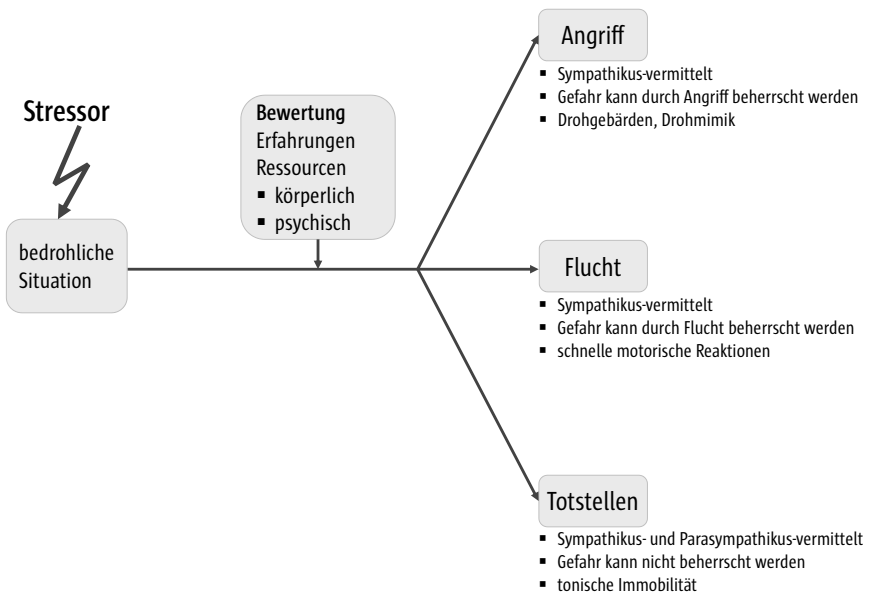 Stressor
bedrohliche
Situation
Bewertung
Erfahrungen
Ressourcen
▪ körperlich
▪ psychisch
Angriff
▪ Sympathikus-vermittelt
▪ Gefahr kann durch Angriff beherrscht werden
▪ Drohgebärden, Drohmimik
Flucht
▪ Sympathikus-vermittelt
▪ Gefahr kann durch Flucht beherrscht werden
▪ schnelle motorische Reaktionen
Totstellen
▪ Sympathikus- und Parasympathikus-vermittelt
▪ Gefahr kann nicht beherrscht werden
▪ tonische Immobilität